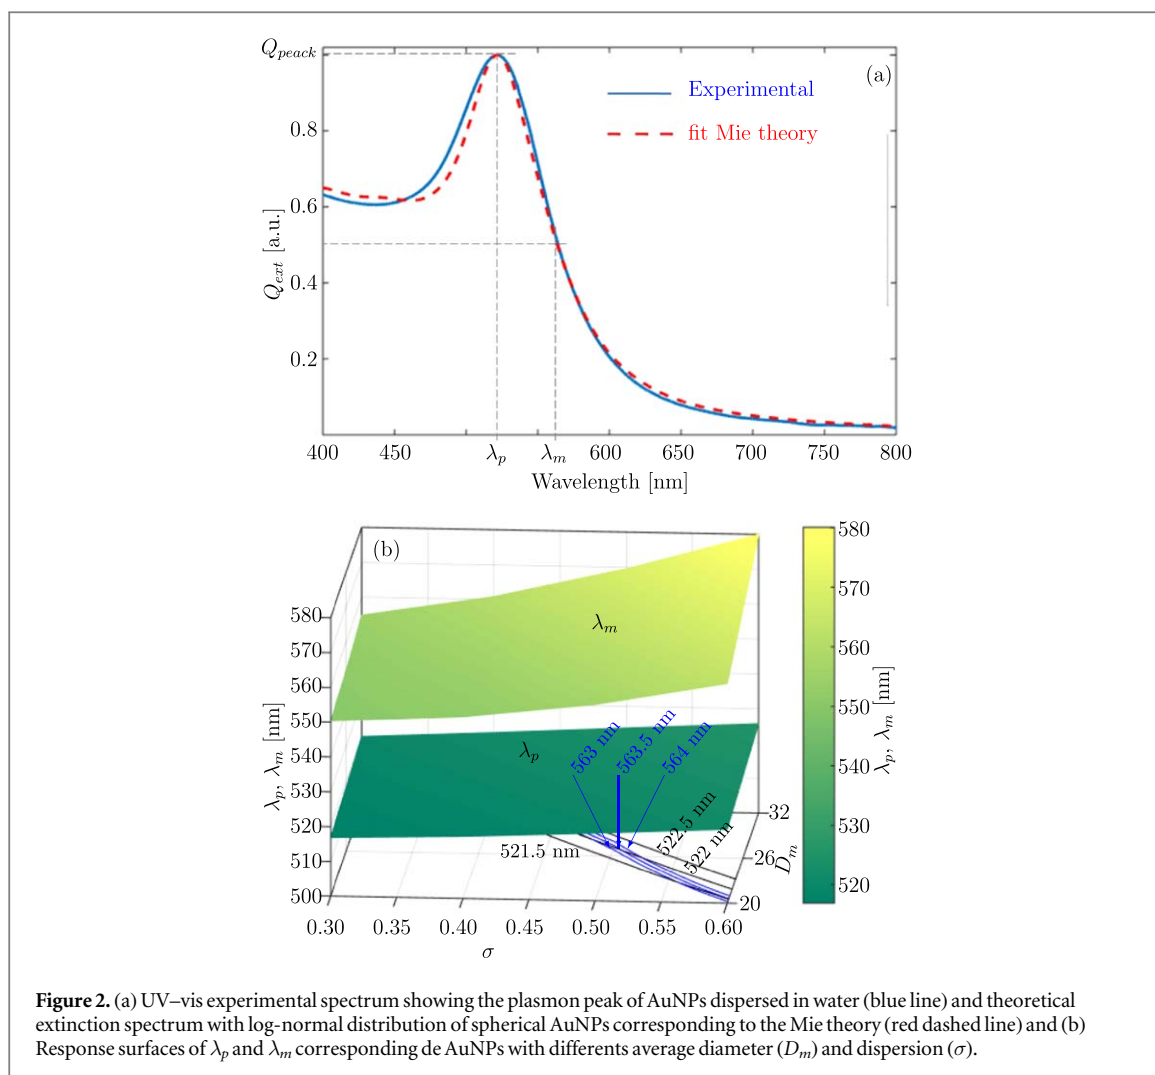 Q_peack
(a)
Experimental
fit Mie theory
0.8
0.6
0.4
0.2
Q_ext [a.u.]
400 450 λ_p λ_m 600 650 700 750 800
Wavelength [nm]
(b)
580
570
560
550
540
530
520
510
500
λ_p, λ_m [nm]
λ_m
λ_p
563 nm
563.5 nm
564 nm
522.5 nm
522 nm
521.5 nm
32
26
20
D_m
0.30 0.35 0.40 0.45 0.50 0.55 0.60
σ
580
570
560
550
540
530
520
λ_p, λ_m [nm]
Figure 2. (a) UV–vis experimental spectrum showing the plasmon peak of AuNPs dispersed in water (blue line) and theoretical
extinction spectrum with log-normal distribution of spherical AuNPs corresponding to the Mie theory (red dashed line) and (b)
Response surfaces of λ_p and λ_m corresponding de AuNPs with differents average diameter (D_m) and dispersion (σ).